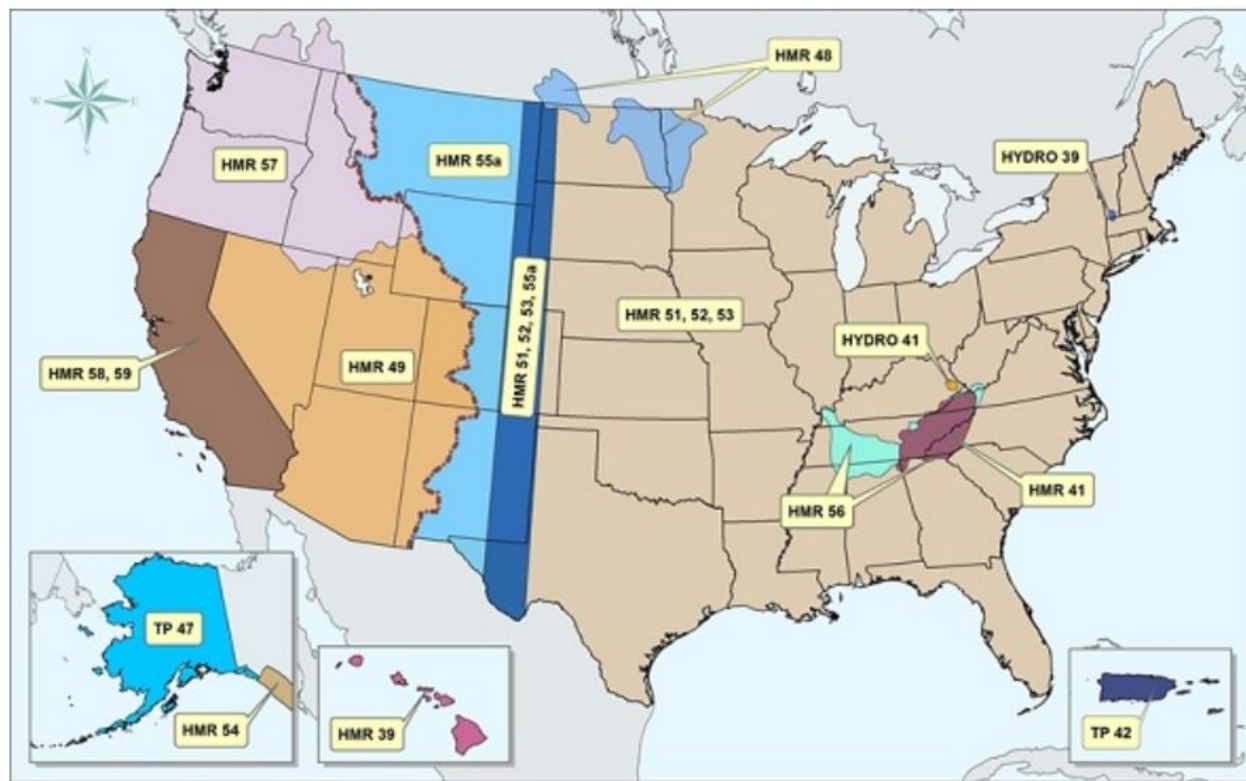 N
W
E
S
HMR 48
HMR 57
HMR 55a
HYDRO 39
HMR 51, 52, 53, 55a
HMR 51, 52, 53
HYDRO 41
HMR 58, 59
HMR 49
HMR 41
HMR 56
TP 47
HMR 54
HMR 39
TP 42